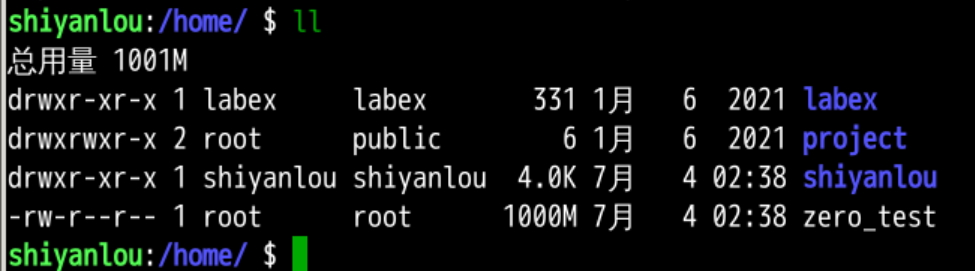 shiyanlou:/home/ $ ll
总用量 1001M
drwxr-xr-x 1 labex    labex      331 1月   6  2021 labex
drwxrwxr-x 2 root     public       6 1月   6  2021 project
drwxr-xr-x 1 shiyanlou shiyanlou  4.0K 7月   4 02:38 shiyanlou
-rw-r--r-- 1 root     root     1000M 7月   4 02:38 zero_test
shiyanlou:/home/ $